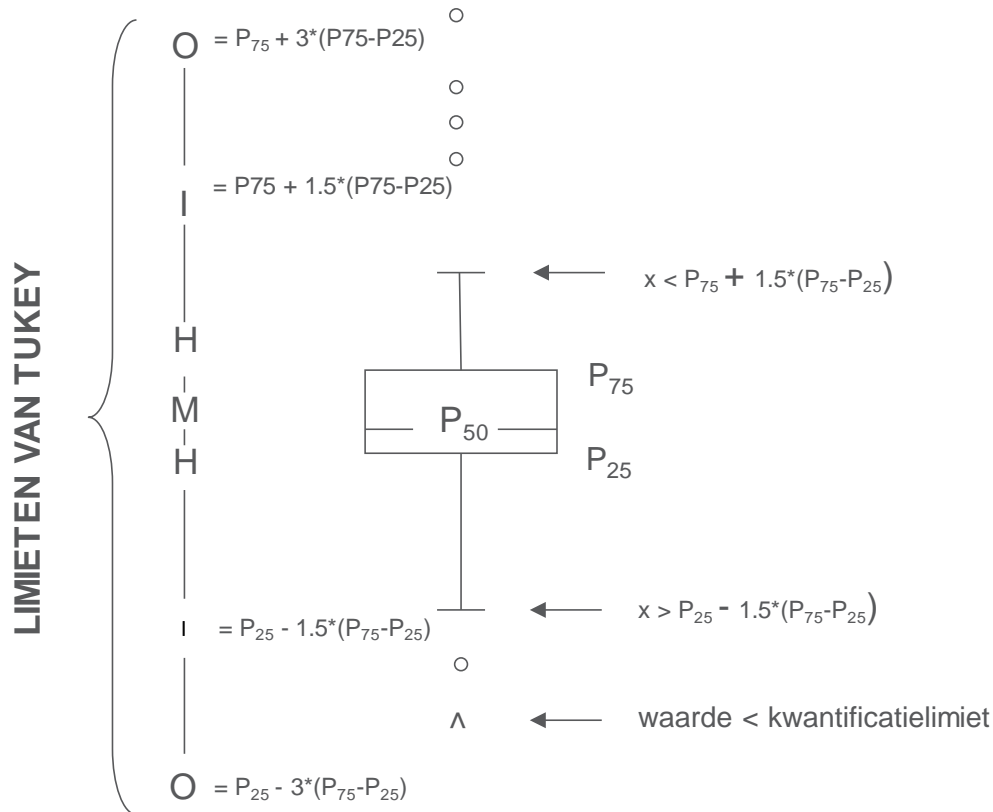 LIMIETEN VAN TUKEY
O = P₇₅ + 3*(P75-P25)
I = P75 + 1.5*(P75-P25)
x < P₇₅ + 1.5*(P₇₅-P₂₅)
H
P₇₅
M
P₅₀
H
P₂₅
x > P₂₅ - 1.5*(P₇₅-P₂₅)
I = P₂₅ - 1.5*(P₇₅-P₂₅)
^ waarde < kwantificatielimiet
O = P₂₅ - 3*(P₇₅-P₂₅)